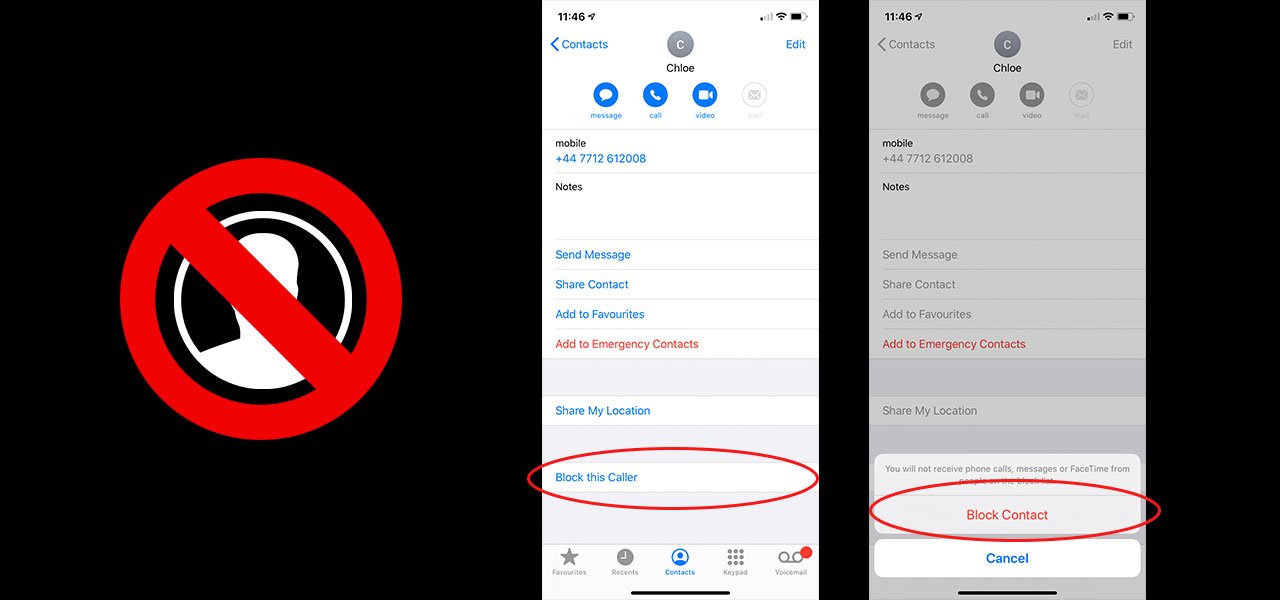 11:46
Contacts
Edit
C
Chloe
message call video mail
mobile
+44 7712 612008
Notes
Send Message
Share Contact
Add to Favourites
Add to Emergency Contacts
Share My Location
Block this Caller
Favourites Recents Contacts Keypad Voicemail
11:46
Contacts
Edit
C
Chloe
message call video mail
mobile
+44 7712 612008
Notes
Send Message
Share Contact
Add to Favourites
Add to Emergency Contacts
Share My Location
You will not receive phone calls, messages or FaceTime from
people on the block list.
Block Contact
Cancel